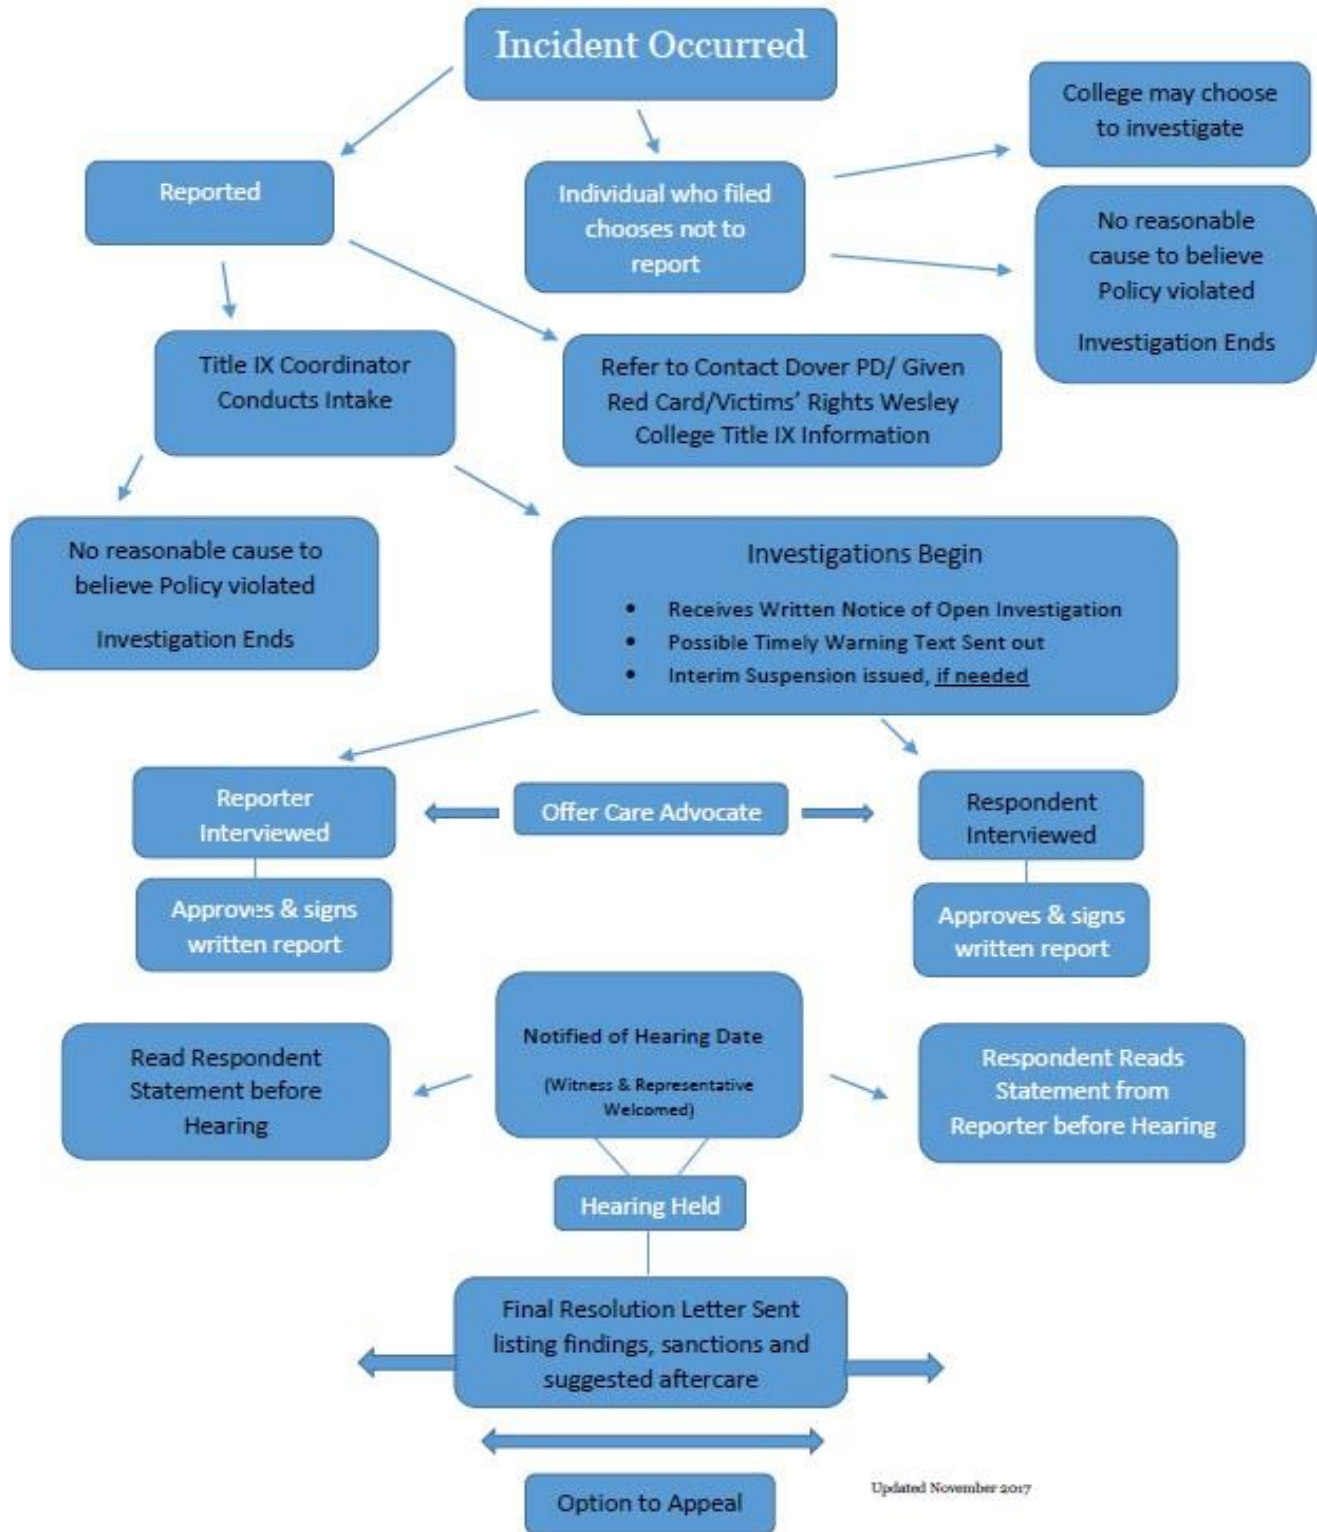 Incident Occurred
College may choose
to investigate
Reported
Individual who filed
chooses not to
report
No reasonable
cause to believe
Policy violated
Investigation Ends
Title IX Coordinator
Conducts Intake
Refer to Contact Dover PD/ Given
Red Card/Victims’ Rights Wesley
College Title IX Information
No reasonable cause to
believe Policy violated
Investigation Ends
Investigations Begin
• Receives Written Notice of Open Investigation
• Possible Timely Warning Text Sent out
• Interim Suspension issued, if needed
Reporter
Interviewed
Offer Care Advocate
Respondent
Interviewed
Approves & signs
written report
Approves & signs
written report
Notified of Hearing Date
(Witness & Representative
Welcomed)
Read Respondent
Statement before
Hearing
Respondent Reads
Statement from
Reporter before Hearing
Hearing Held
Final Resolution Letter Sent
listing findings, sanctions and
suggested aftercare
Option to Appeal
Updated November 2017